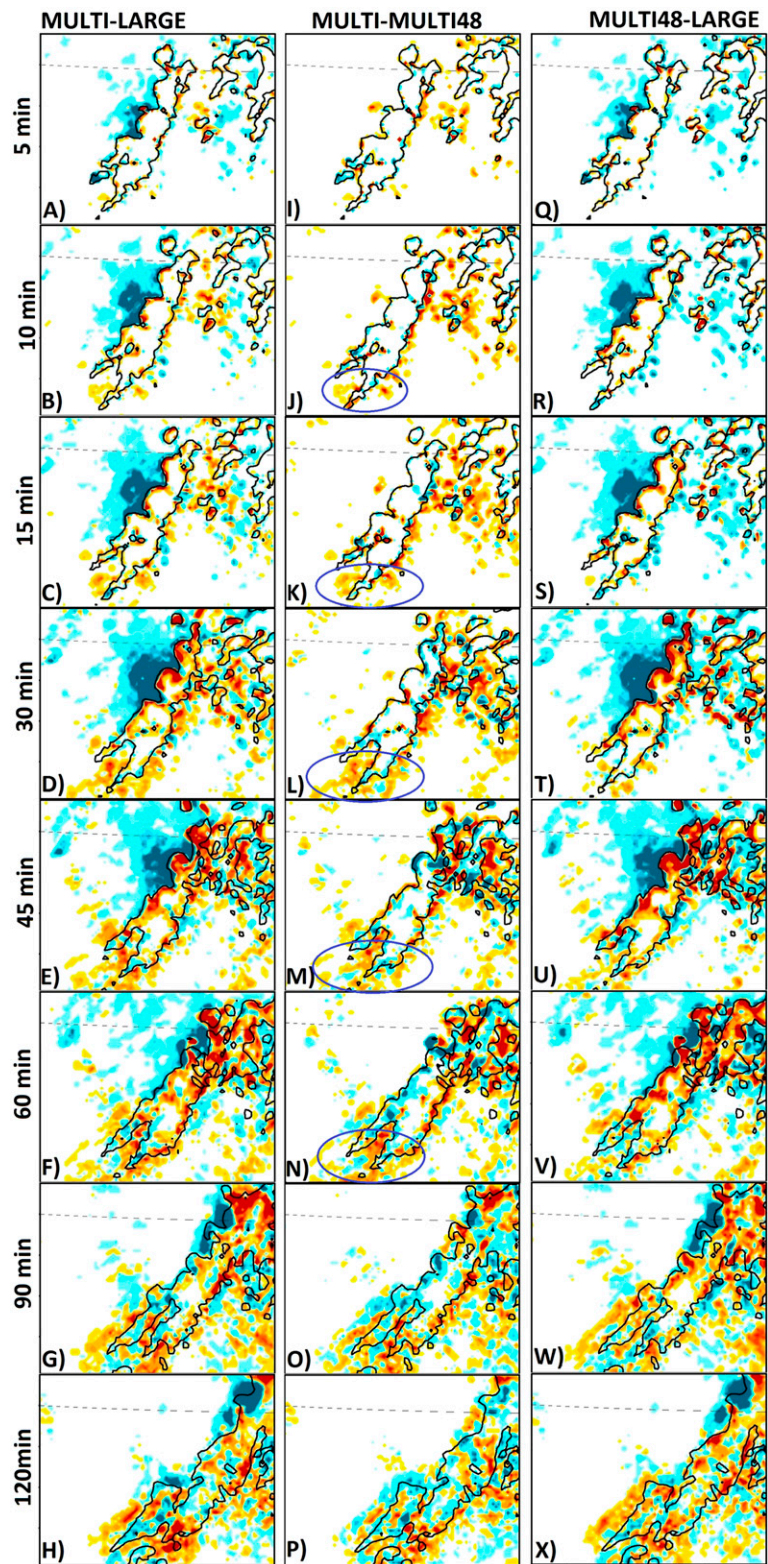 MULTI-LARGE MULTI-MULTI48 MULTI48-LARGE
5 min A) I) Q)
10 min B) J) R)
15 min C) K) S)
30 min D) L) T)
45 min E) M) U)
60 min F) N) V)
90 min G) O) W)
120min H) P) X)